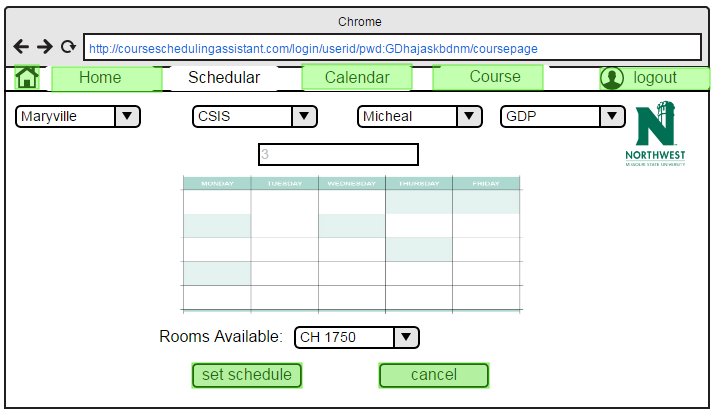 Chrome
http://courseschedulingassistant.com/login/userid/pwd:GDhajaskbdnm/coursepage
Home Schedular Calendar Course logout
Maryville CSIS Micheal GDP
N
NORTHWEST
MISSOURI STATE UNIVERSITY
3
MONDAY TUESDAY WEDNESDAY THURSDAY FRIDAY
Rooms Available: CH 1750
set schedule cancel